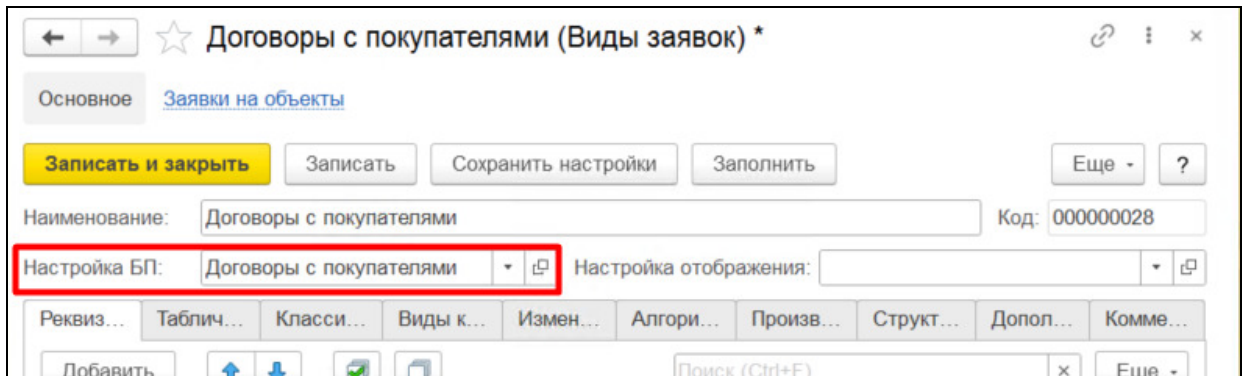 Договоры с покупателями (Виды заявок) *
Основное Заявки на объекты
Записать и закрыть Записать Сохранить настройки Заполнить Еще ?
Наименование: Договоры с покупателями Код: 000000028
Настройка БП: Договоры с покупателями Настройка отображения:
Реквиз... Таблич... Класси... Виды к... Измен... Алгори... Произв... Структ... Допол... Комме...
Добавить Поиск (Ctrl+F) Еще